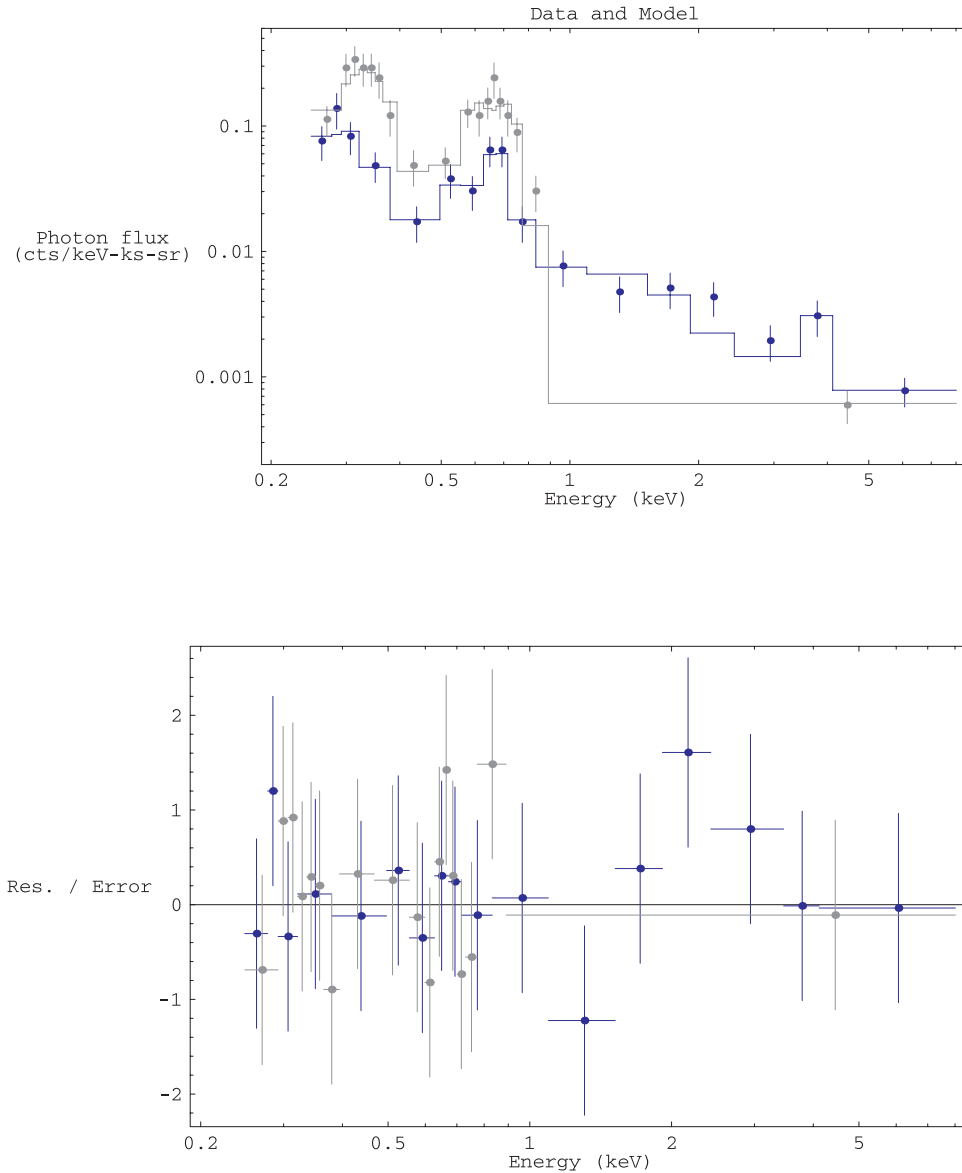 Data and Model
0.1
Photon flux
(cts/keV-ks-sr)
0.01
0.001
0.2 0.5 1 2 5
Energy (keV)
2
1
Res. / Error
0
-1
-2
0.2 0.5 1 2 5
Energy (keV)